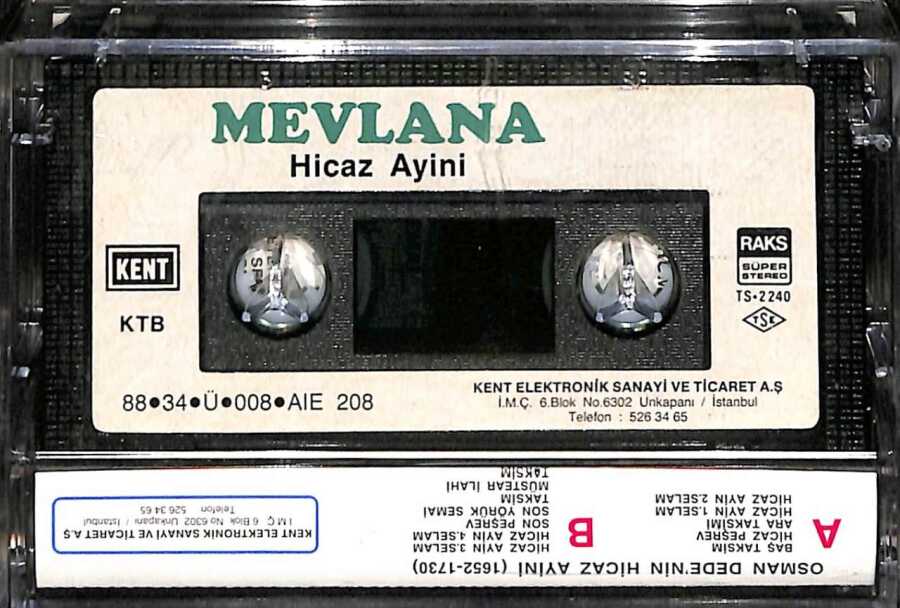 MEVLANA
Hicaz Ayini
KENT
KTB
RAKS
SÜPER
STEREO
TS•2240
TSK
88•34•Ü•008•AIE 208
KENT ELEKTRONİK SANAYİ VE TİCARET A.Ş
İ.M.Ç. 6.Blok No.6302 Unkapanı / İstanbul
Telefon : 526 34 65
OSMAN DEDE'NİN HİCAZ AYİNİ (1652-1730)
A
BAŞ TAKSİM
HİCAZ PEŞREV
ARA TAKSİMİ
HİCAZ AYİN 1.SELAM
HİCAZ AYİN 2.SELAM
B
HİCAZ AYİN 3.SELAM
HİCAZ AYİN 4.SELAM
SON PEŞREV
SON YÖRÜK SEMAİ
TAKSİM
MÜSTEAR İLAHİ
TAKSİM
KENT ELEKTRONİK SANAYİ VE TİCARET A.Ş
İ.M.Ç. 6 Blok No 6302 Unkapanı / İstanbul
Telefon 526 34 65